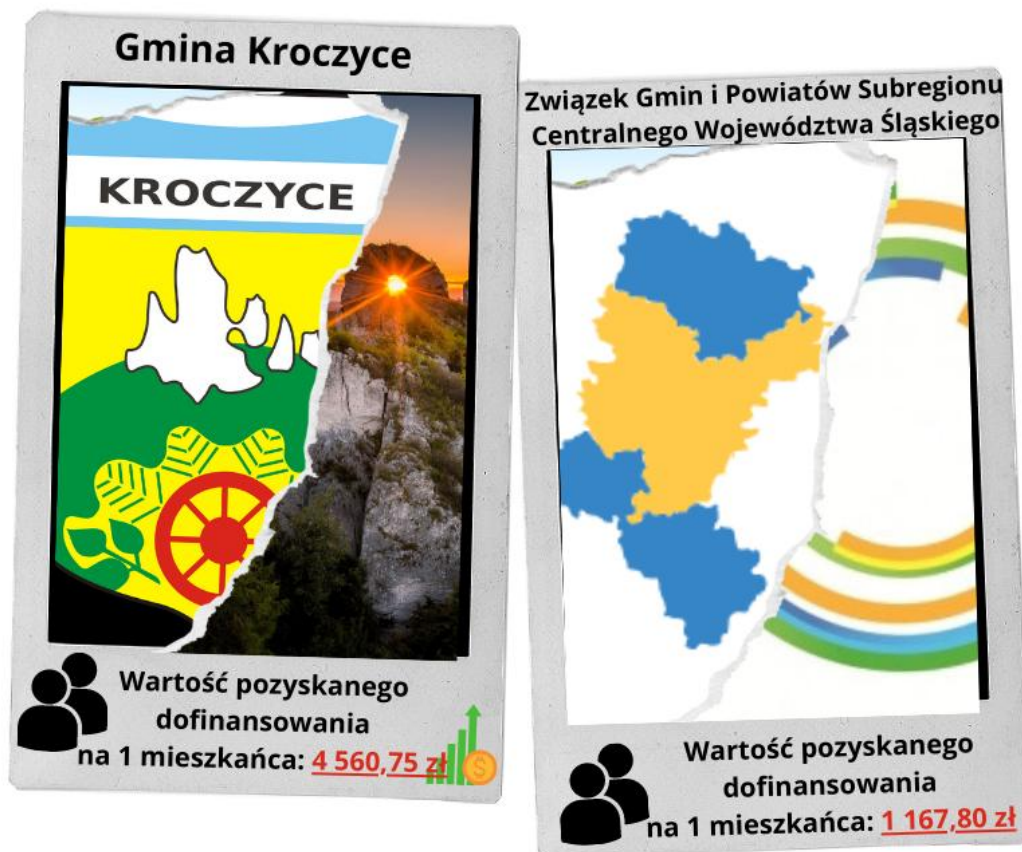 Gmina Kroczyce
KROCZYCE
Wartość pozyskanego
dofinansowania
na 1 mieszkańca: 4 560,75 zł
Związek Gmin i Powiatów Subregionu
Centralnego Województwa Śląskiego
Wartość pozyskanego
dofinansowania
na 1 mieszkańca: 1 167,80 zł